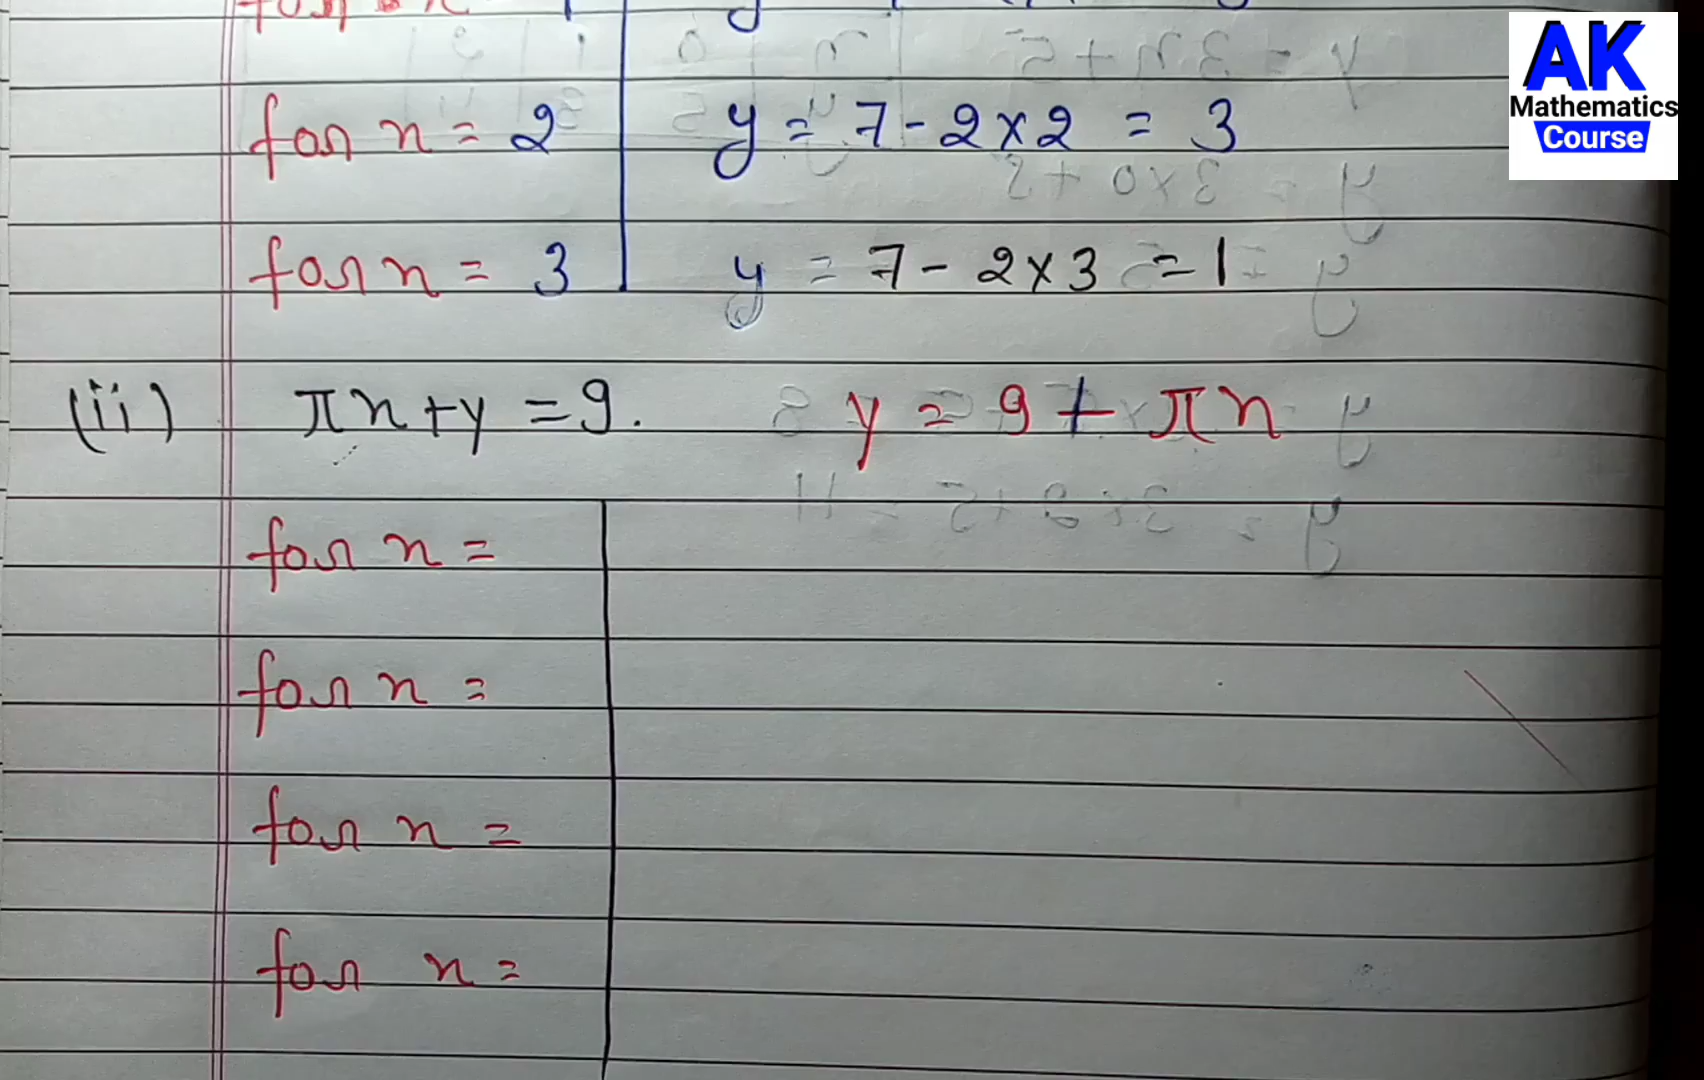 AK
Mathematics
Course
for x = 2 y = 7 - 2 × 2 = 3
for x = 3 y = 7 - 2 × 3 = 1
(ii) πx + y = 9. y = 9 - πx
for x =
for x =
for x =
for x =